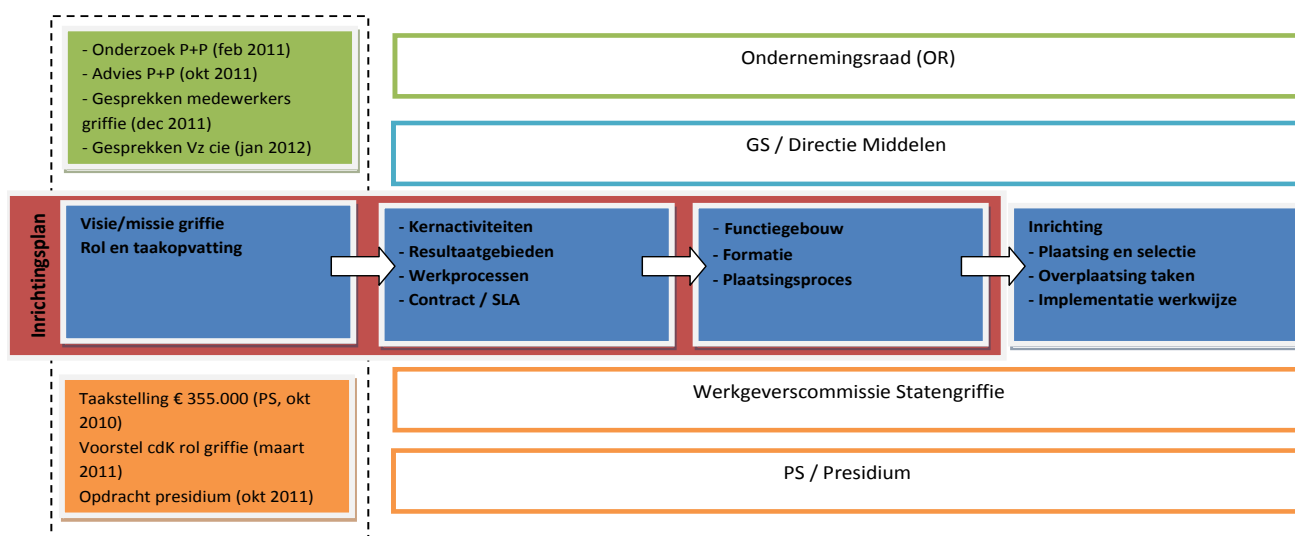 - Onderzoek P+P (feb 2011)
- Advies P+P (okt 2011)
- Gesprekken medewerkers
griffie (dec 2011)
- Gesprekken Vz cie (jan 2012)
Ondernemingsraad (OR)
GS / Directie Middelen
Inrichtingsplan
Visie/missie griffie
Rol en taakopvatting
- Kernactiviteiten
- Resultaatgebieden
- Werkprocessen
- Contract / SLA
- Functiegebouw
- Formatie
- Plaatsingsproces
Inrichting
- Plaatsing en selectie
- Overplaatsing taken
- Implementatie werkwijze
Taakstelling € 355.000 (PS, okt
2010)
Voorstel cdK rol griffie (maart
2011)
Opdracht presidium (okt 2011)
Werkgeverscommissie Statengriffie
PS / Presidium